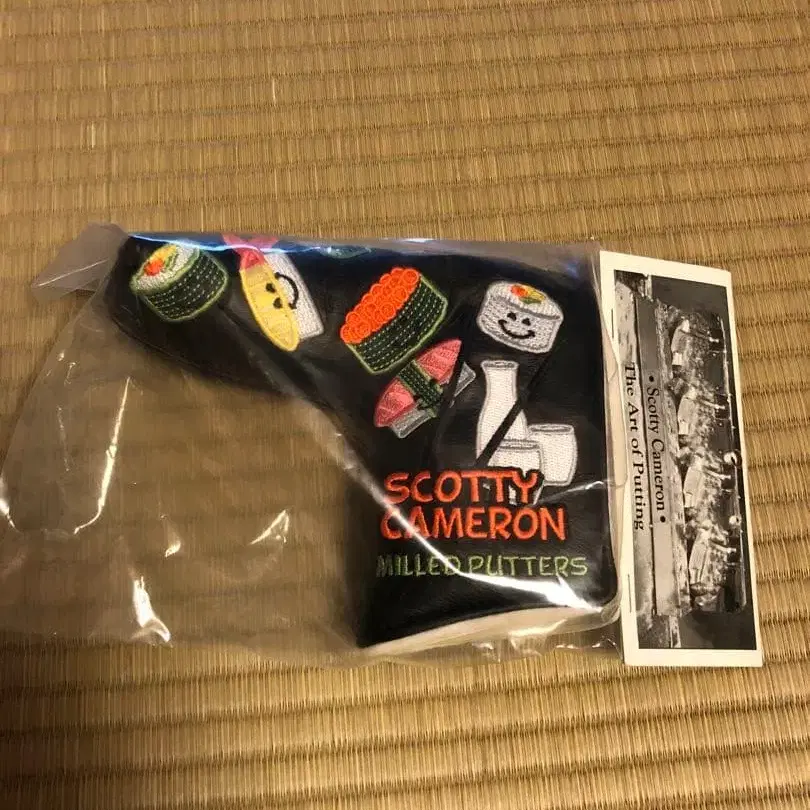 SCOTTY
CAMERON
MILLED PUTTERS
• Scotty Cameron •
The Art of Putting